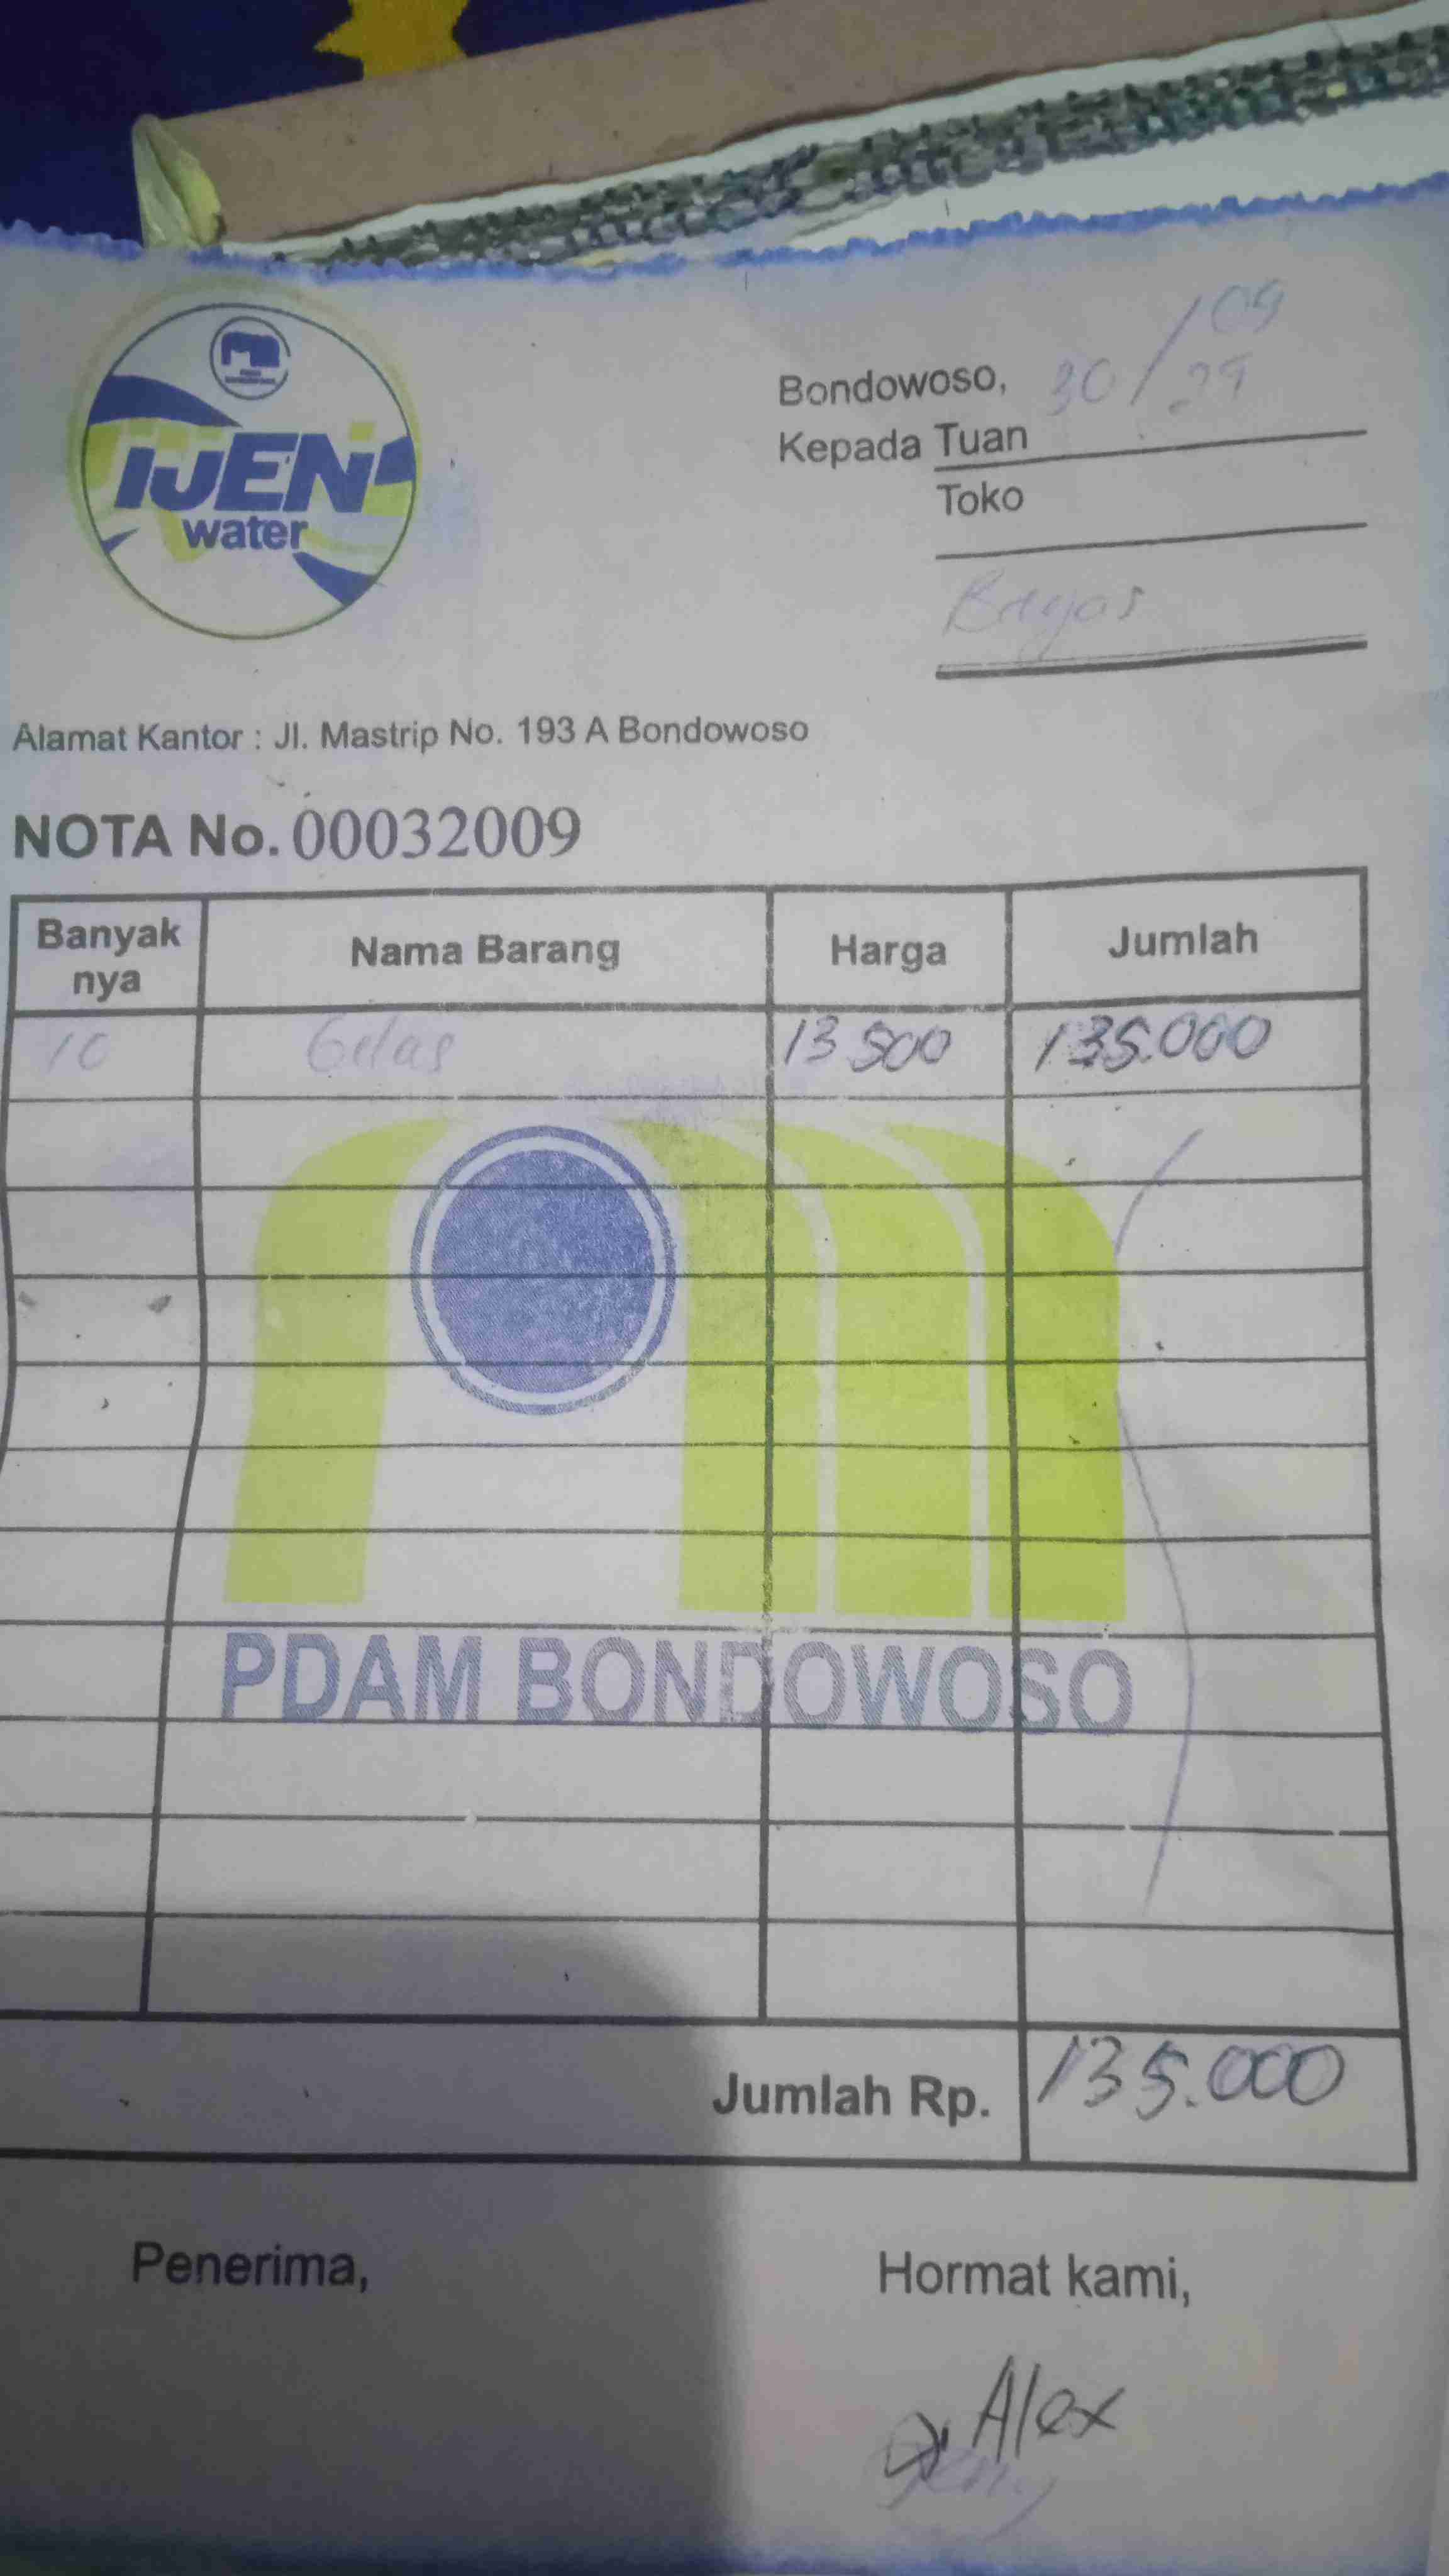 IJEN
water
Bondowoso, 30/09
Kepada Tuan
Toko
Bagas
Alamat Kantor : Jl. Mastrip No. 193 A Bondowoso
NOTA No. 00032009
Banyak nya Nama Barang Harga Jumlah
10 Gelas 13 500 135.000
PDAM BONDOWOSO
Jumlah Rp. 135.000
Penerima, Hormat kami,
Alex